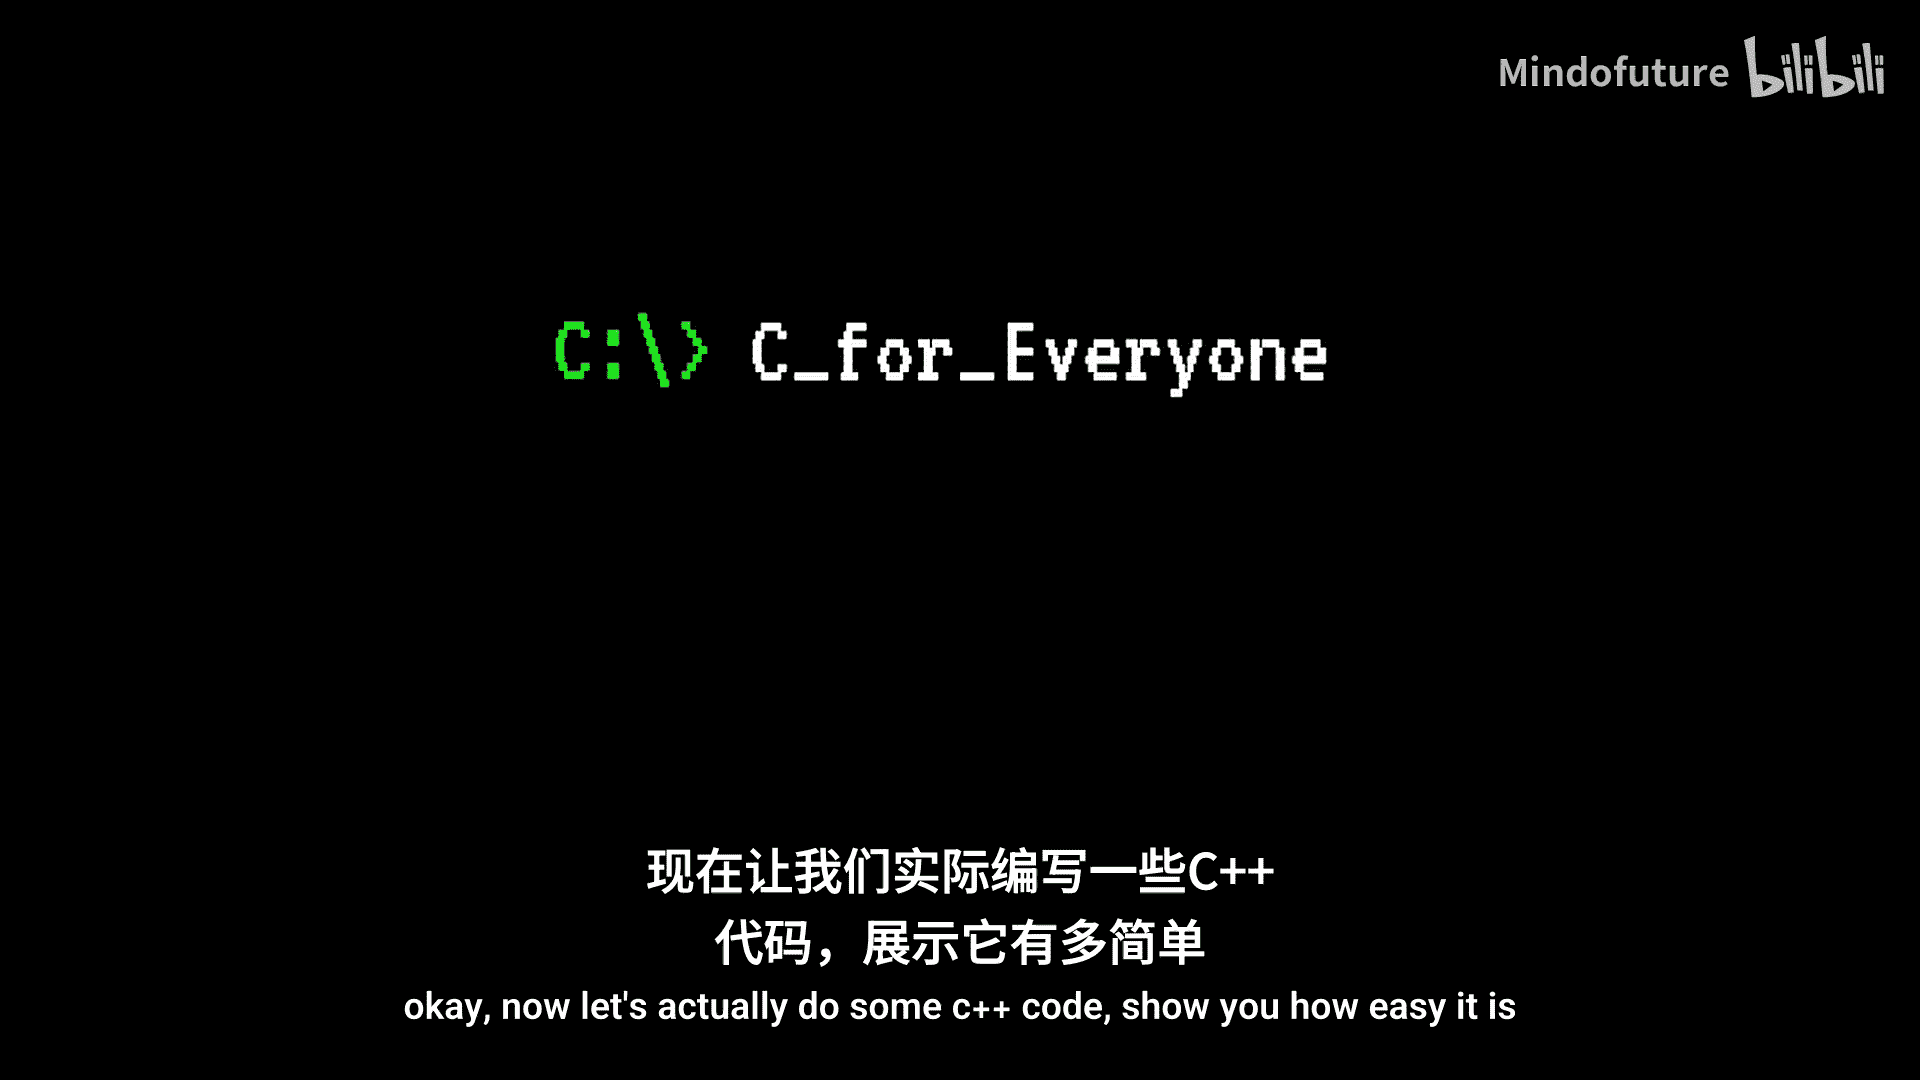 Mindofuture bilibili
C:\> C_for_Everyone
现在让我们实际编写一些C++
代码，展示它有多简单
okay, now let's actually do some c++ code, show you how easy it is